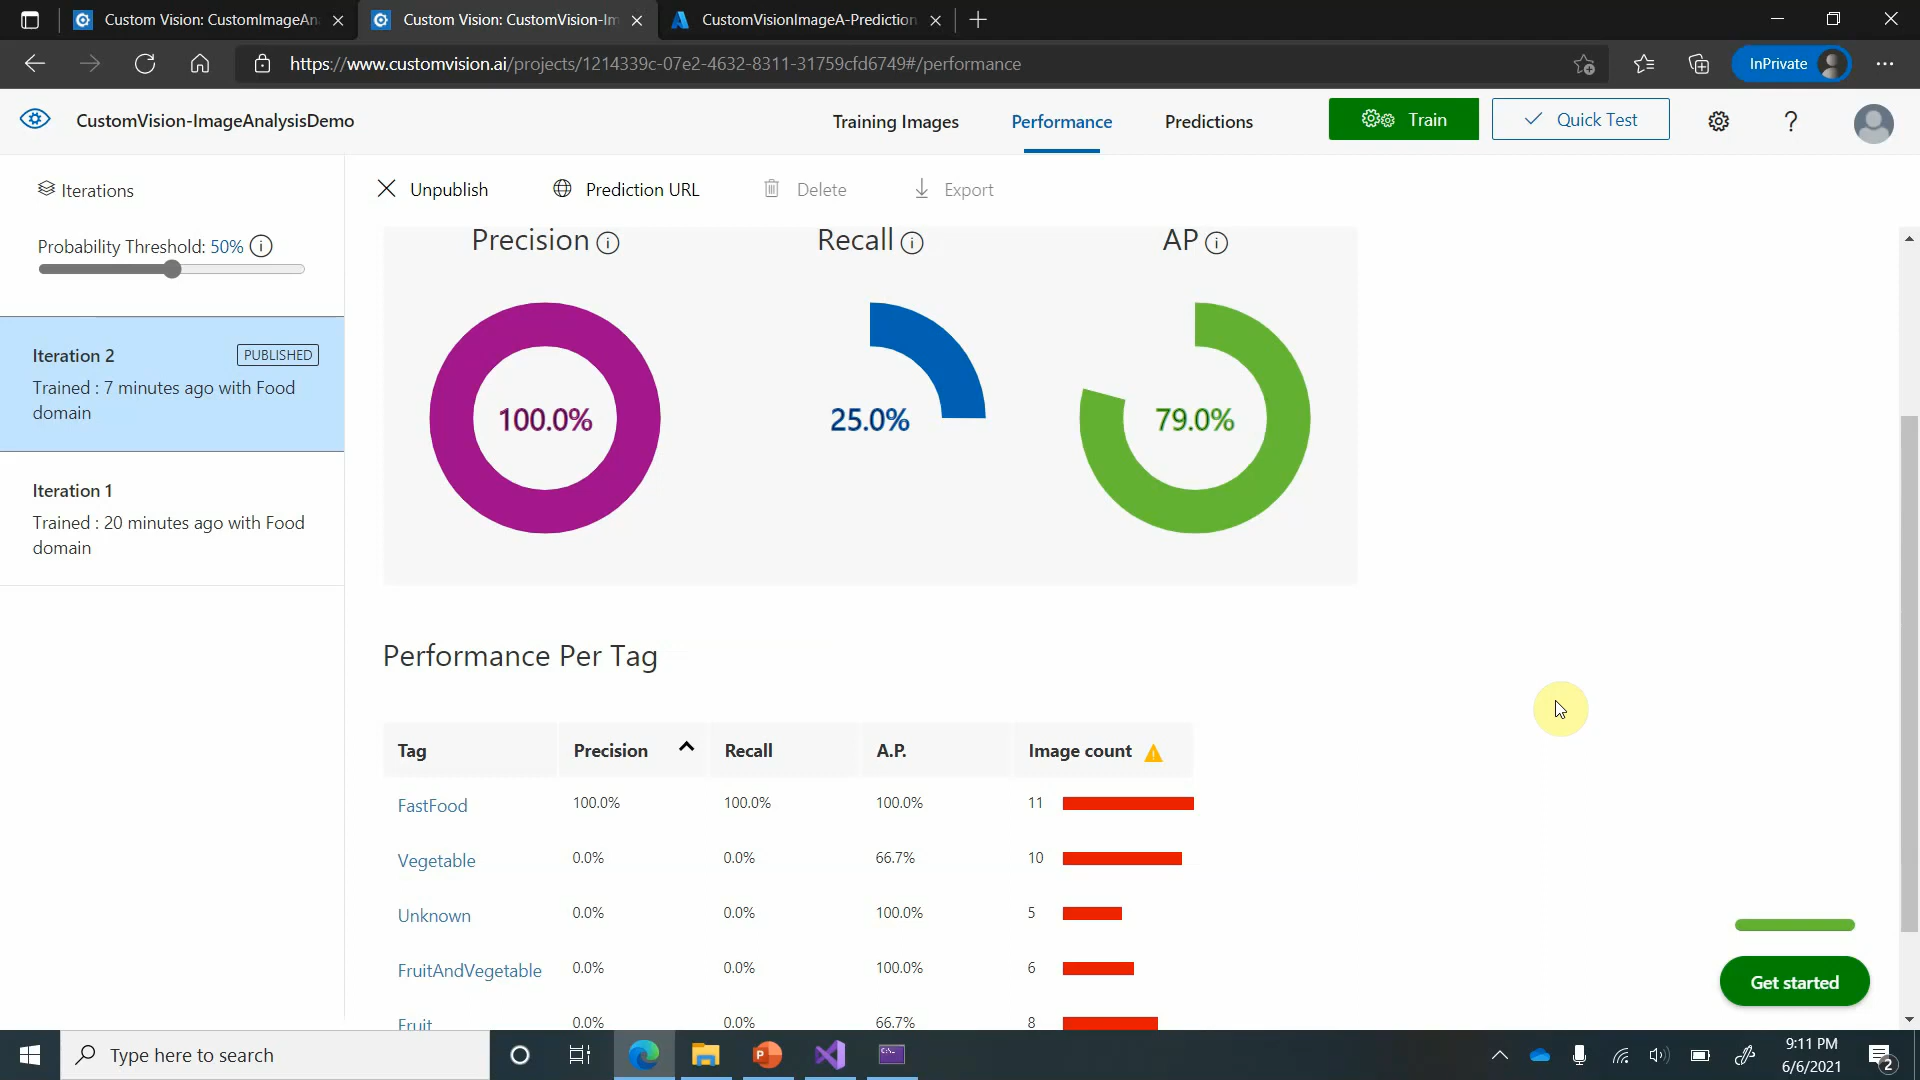 Custom Vision: CustomImageAn
Custom Vision: CustomVision-Im
CustomVisionImageA-Prediction
https://www.customvision.ai/projects/1214339c-07e2-4632-8311-31759cfd6749#/performance
InPrivate
CustomVision-ImageAnalysisDemo
Training Images
Performance
Predictions
Train
Quick Test
?
Iterations
Unpublish
Prediction URL
Delete
Export
Probability Threshold: 50%
Precision
Recall
AP
100.0%
25.0%
79.0%
Iteration 2
PUBLISHED
Trained : 7 minutes ago with Food
domain
Iteration 1
Trained : 20 minutes ago with Food
domain
Performance Per Tag
Tag Precision Recall A.P. Image count
FastFood 100.0% 100.0% 100.0% 11
Vegetable 0.0% 0.0% 66.7% 10
Unknown 0.0% 0.0% 100.0% 5
FruitAndVegetable 0.0% 0.0% 100.0% 6
Fruit 0.0% 0.0% 66.7% 8
Get started
Type here to search
9:11 PM
6/6/2021
2